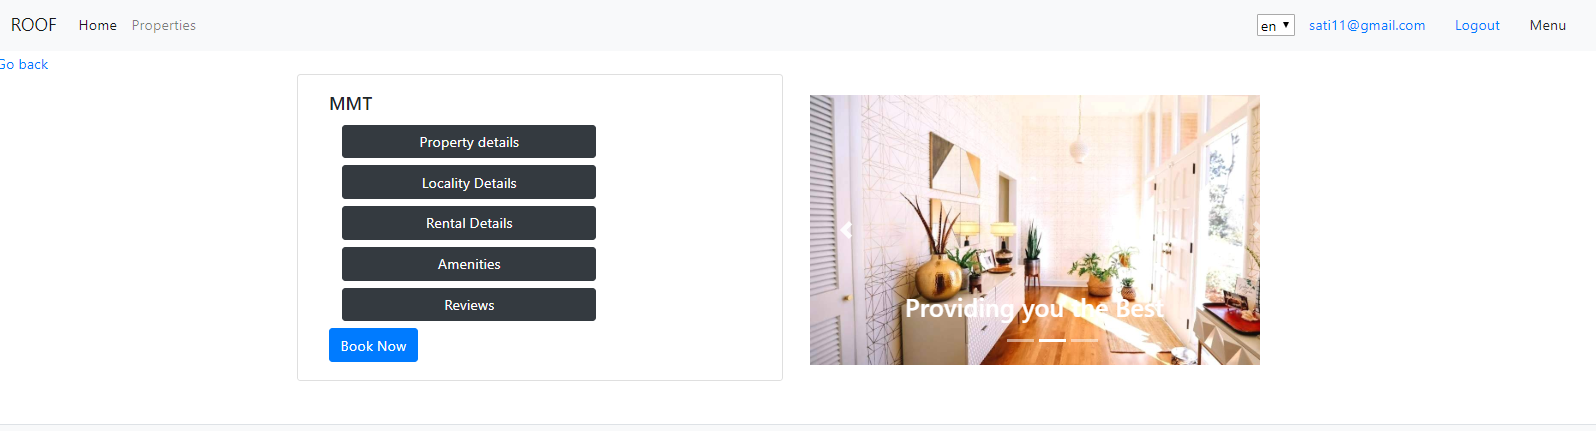 ROOF Home Properties en sati11@gmail.com Logout Menu
Go back
MMT
Property details
Locality Details
Rental Details
Amenities
Reviews
Book Now
Providing you the Best